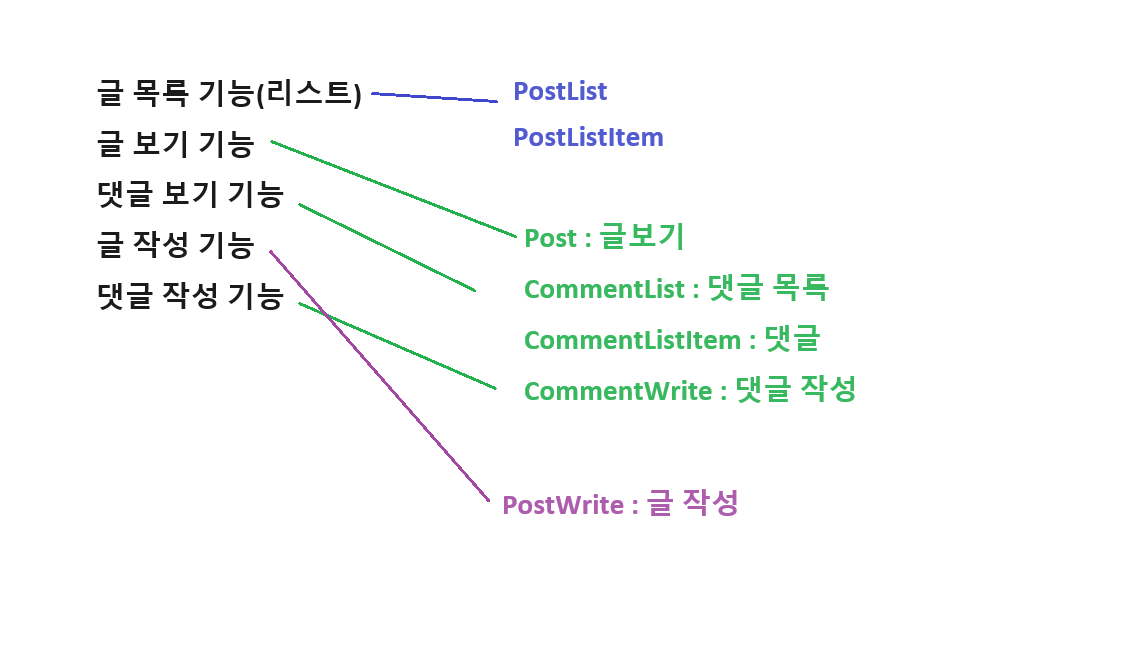 글 목록 기능(리스트)
글 보기 기능
댓글 보기 기능
글 작성 기능
댓글 작성 기능
PostList
PostListItem
Post : 글보기
CommentList : 댓글 목록
CommentListItem : 댓글
CommentWrite : 댓글 작성
PostWrite : 글 작성